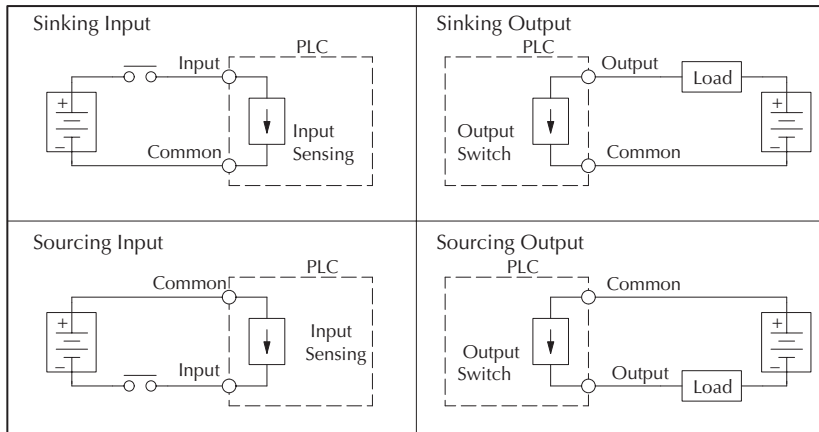 Sinking Input
PLC
Input
+
Input
Sensing
–
Common
Sinking Output
PLC
Output
Load
+
Output
Switch
–
Common
Sourcing Input
PLC
Common
+
Input
Sensing
–
Input
Sourcing Output
PLC
Common
+
Output
Switch
–
Output
Load